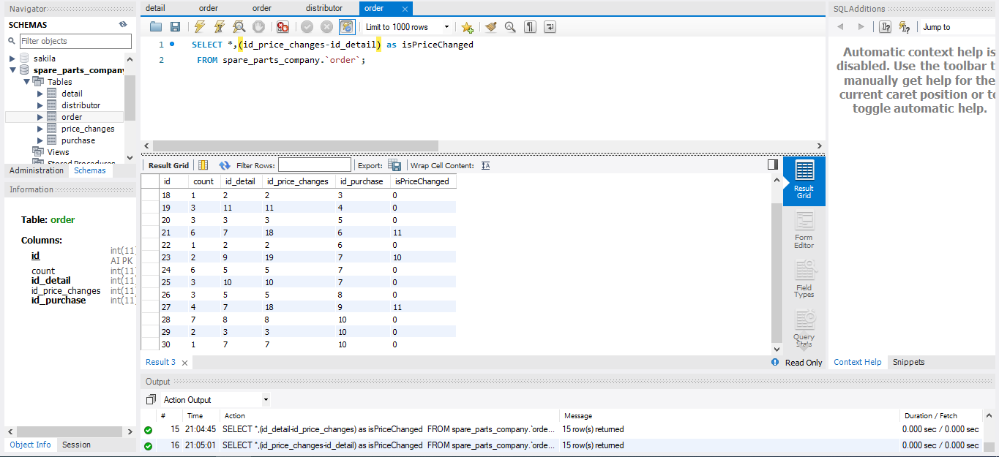 Navigator
SCHEMAS
Filter objects
sakila
spare_parts_company
Tables
detail
distributor
order
price_changes
purchase
Views
Stored Procedures
Administration Schemas
Information
Table: order
Columns:
id int(11) AI PK
count int(11)
id_detail int(11)
id_price_changes int(11)
id_purchase int(11)
Object Info Session
detail order order distributor order
Limit to 1000 rows
1 SELECT *,(id_price_changes-id_detail) as isPriceChanged
2 FROM spare_parts_company.`order`;
Result Grid Filter Rows: Export: Wrap Cell Content:
id count id_detail id_price_changes id_purchase isPriceChanged
18 1 2 2 3 0
19 3 11 11 4 0
20 3 3 3 5 0
21 6 7 18 6 11
22 1 2 2 6 0
23 2 9 19 7 10
24 6 5 5 7 0
25 3 10 10 7 0
26 3 5 5 8 0
27 4 7 18 9 11
28 7 8 8 10 0
29 2 3 3 10 0
30 1 7 7 10 0
Result Grid
Form Editor
Field Types
Query Stats
Result 3 Read Only
Output
Action Output
# Time Action Message Duration / Fetch
15 21:04:45 SELECT *,(id_detail-id_price_changes) as isPriceChanged FROM spare_parts_company.`orde... 15 row(s) returned 0.000 sec / 0.000 sec
16 21:05:01 SELECT *,(id_price_changes-id_detail) as isPriceChanged FROM spare_parts_company.`orde... 15 row(s) returned 0.000 sec / 0.000 sec
SQLAdditions
Jump to
Automatic context help is
disabled. Use the toolbar t
manually get help for the
current caret position or to
toggle automatic help.
Context Help Snippets